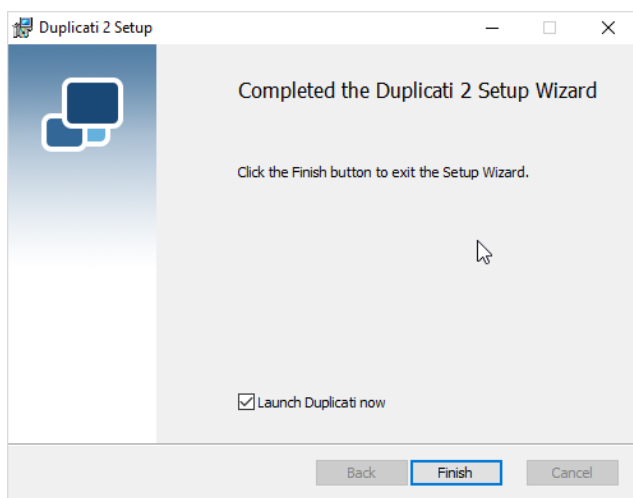 Duplicati 2 Setup
Completed the Duplicati 2 Setup Wizard
Click the Finish button to exit the Setup Wizard.
Launch Duplicati now
Back Finish Cancel